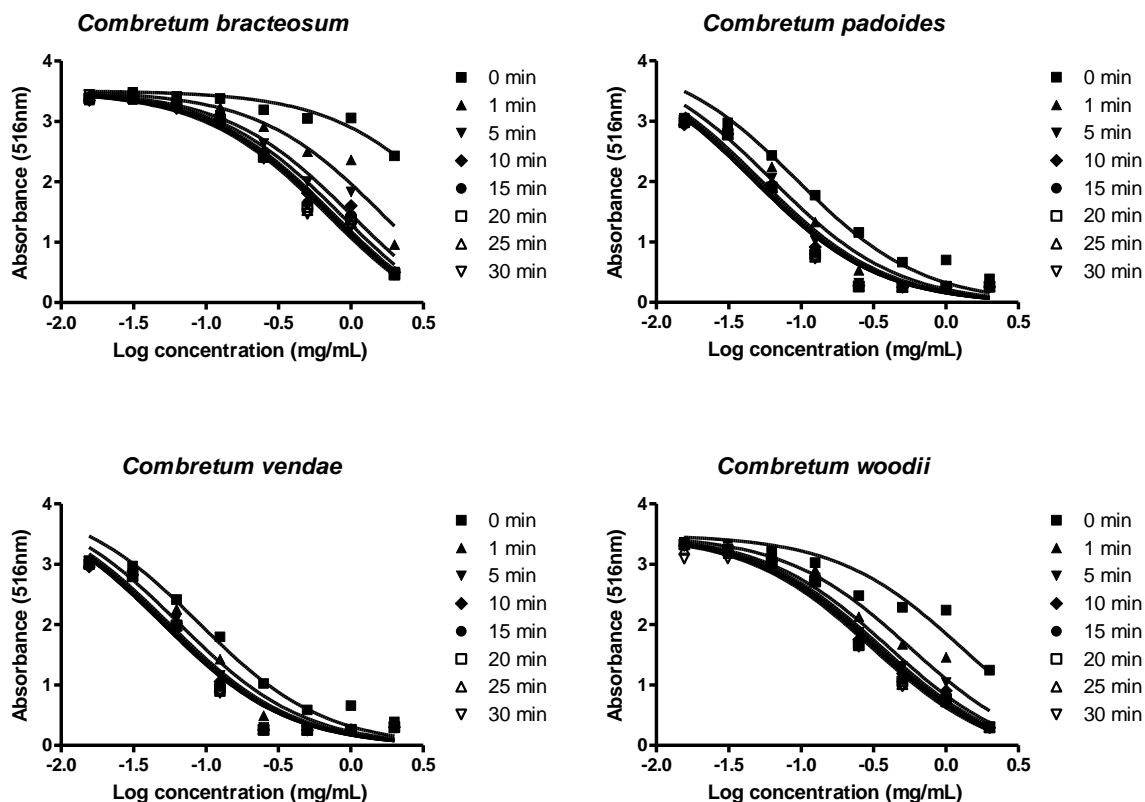 Combretum bracteosum
Absorbance (516nm)
4
3
2
1
0
-2.0 -1.5 -1.0 -0.5 0.0 0.5
Log concentration (mg/mL)
0 min
1 min
5 min
10 min
15 min
20 min
25 min
30 min
Combretum padoides
Absorbance (516nm)
4
3
2
1
0
-2.0 -1.5 -1.0 -0.5 0.0 0.5
Log concentration (mg/mL)
0 min
1 min
5 min
10 min
15 min
20 min
25 min
30 min
Combretum vendae
Absorbance (516nm)
4
3
2
1
0
-2.0 -1.5 -1.0 -0.5 0.0 0.5
Log concentration (mg/mL)
0 min
1 min
5 min
10 min
15 min
20 min
25 min
30 min
Combretum woodii
Absorbance (516nm)
4
3
2
1
0
-2.0 -1.5 -1.0 -0.5 0.0 0.5
Log concentration (mg/mL)
0 min
1 min
5 min
10 min
15 min
20 min
25 min
30 min